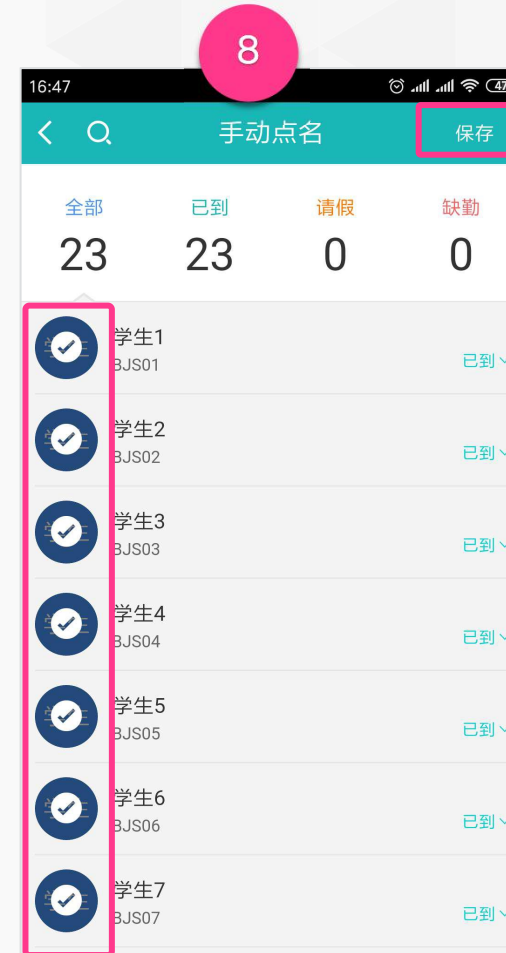 8
16:47
47
手动点名
保存
全部 已到 请假 缺勤
23 23 0 0
学生1
BJS01
已到
学生2
BJS02
已到
学生3
BJS03
已到
学生4
BJS04
已到
学生5
BJS05
已到
学生6
BJS06
已到
学生7
BJS07
已到